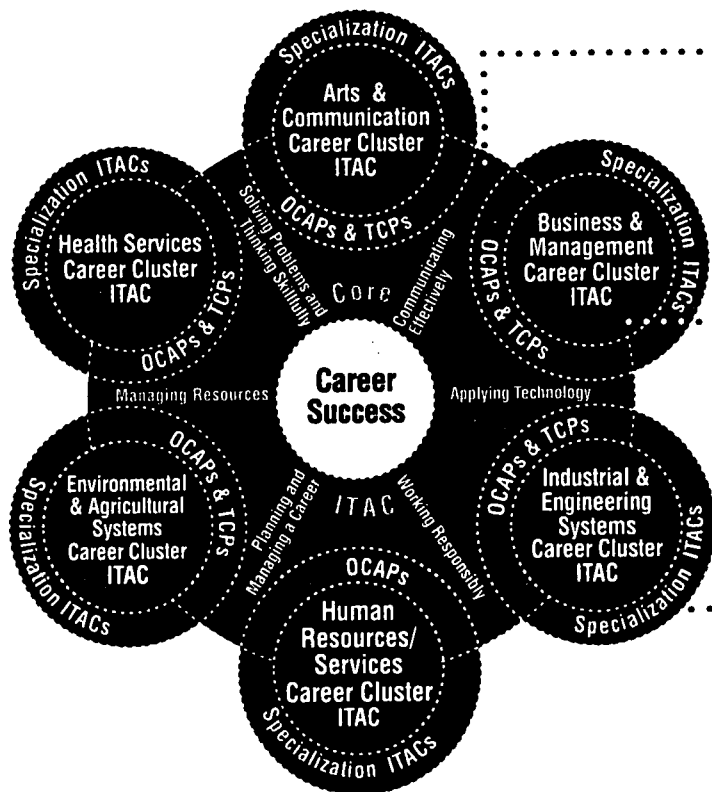 Specialization ITACs
Arts &
Communication
Career Cluster
ITAC
OCAPs & TCPs
Specialization ITACs
Health Services
Career Cluster
ITAC
OCAPs & TCPs
Specialization ITACs
Business &
Management
Career Cluster
ITAC
OCAPs & TCPs
Solving Problems and
Thinking Skillfully
Core
Communicating
Effectively
Managing Resources
Career
Success
Applying Technology
Planning and
Managing a Career
ITAC
Working Responsibly
OCAPs & TCPs
Environmental
& Agricultural
Systems
Career Cluster
ITAC
Specialization ITACs
OCAPs & TCPs
Industrial &
Engineering
Systems
Career Cluster
ITAC
Specialization ITACs
OCAPs
Human
Resources/
Services
Career Cluster
ITAC
Specialization ITACs